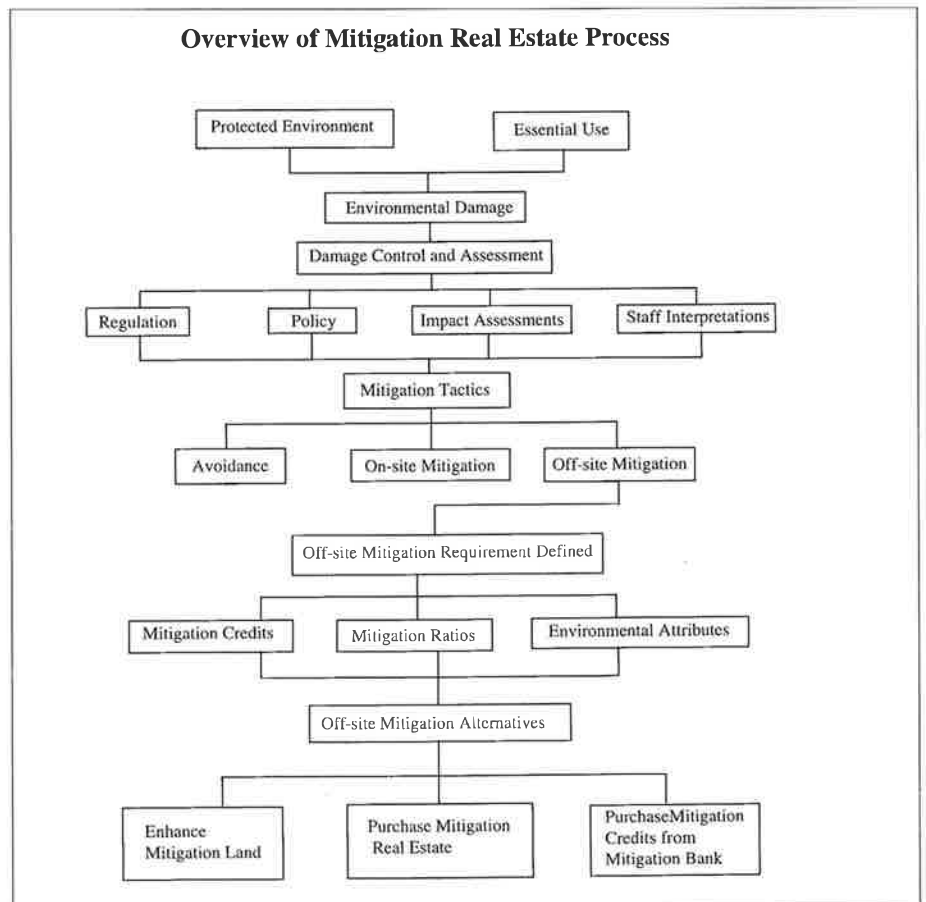 Overview of Mitigation Real Estate Process
Protected Environment
Essential Use
Environmental Damage
Damage Control and Assessment
Regulation
Policy
Impact Assessments
Staff Interpretations
Mitigation Tactics
Avoidance
On-site Mitigation
Off-site Mitigation
Off-site Mitigation Requirement Defined
Mitigation Credits
Mitigation Ratios
Environmental Attributes
Off-site Mitigation Alternatives
Enhance
Mitigation Land
Purchase Mitigation
Real Estate
PurchaseMitigation
Credits from
Mitigation Bank